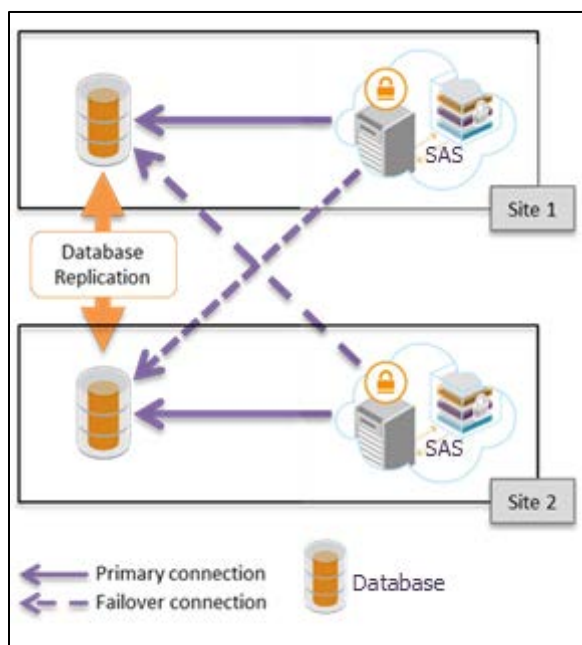 SAS
Site 1
Database
Replication
SAS
Site 2
Primary connection
Failover connection
Database